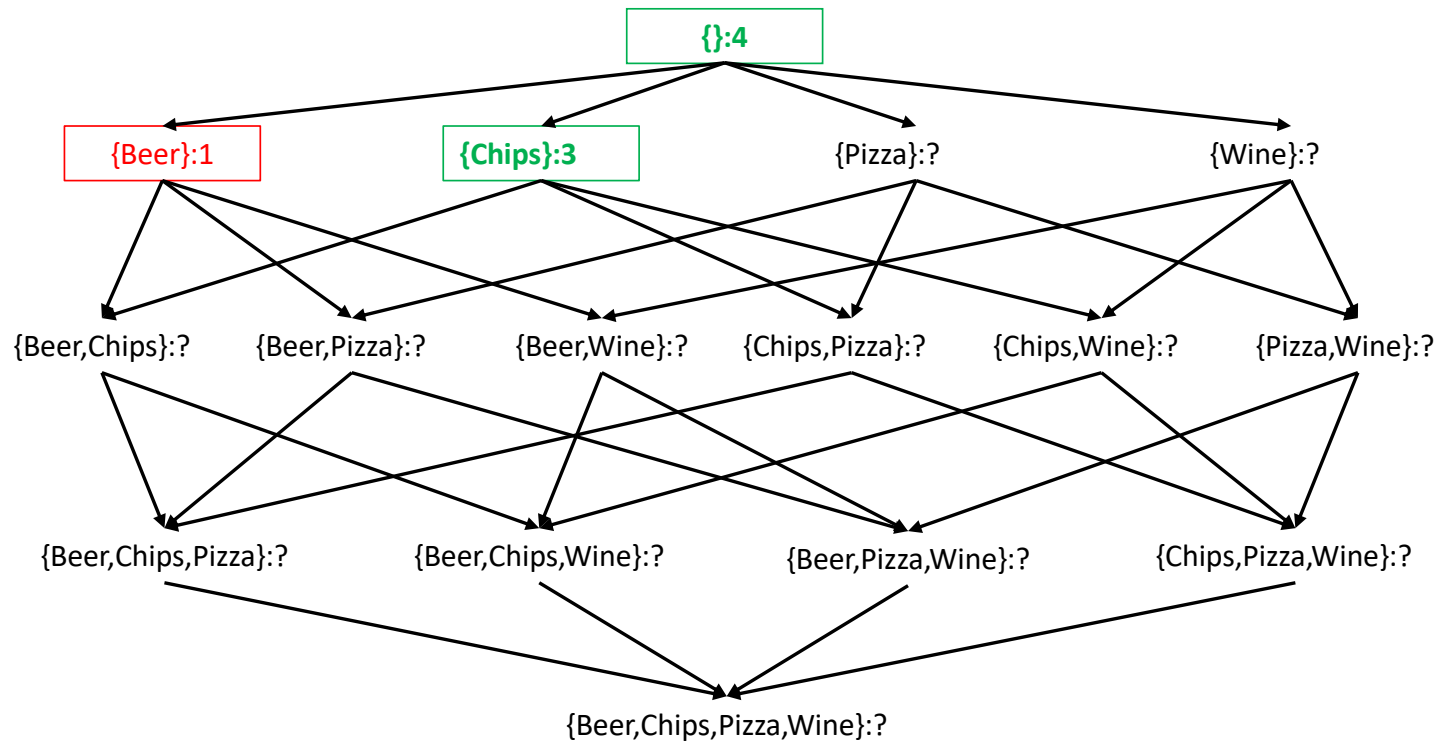 {}:4
{Beer}:1
{Chips}:3
{Pizza}:?
{Wine}:?
{Beer,Chips}:?
{Beer,Pizza}:?
{Beer,Wine}:?
{Chips,Pizza}:?
{Chips,Wine}:?
{Pizza,Wine}:?
{Beer,Chips,Pizza}:?
{Beer,Chips,Wine}:?
{Beer,Pizza,Wine}:?
{Chips,Pizza,Wine}:?
{Beer,Chips,Pizza,Wine}:?